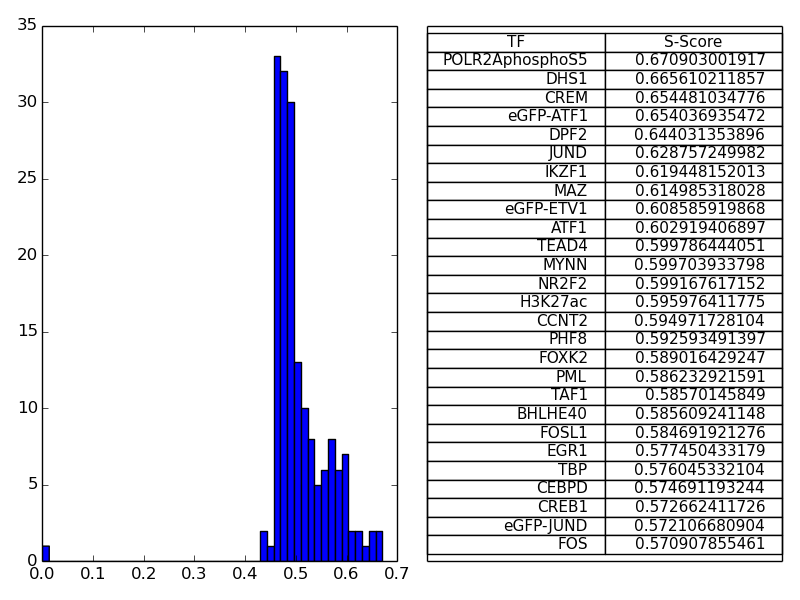 35
30
25
20
15
10
5
0
0.0 0.1 0.2 0.3 0.4 0.5 0.6 0.7
TF S-Score
POLR2AphosphoS5 0.670903001917
DHS1 0.665610211857
CREM 0.654481034776
eGFP-ATF1 0.654036935472
DPF2 0.644031353896
JUND 0.628757249982
IKZF1 0.619448152013
MAZ 0.614985318028
eGFP-ETV1 0.608585919868
ATF1 0.602919406897
TEAD4 0.599786444051
MYNN 0.599703933798
NR2F2 0.599167617152
H3K27ac 0.595976411775
CCNT2 0.594971728104
PHF8 0.592593491397
FOXK2 0.589016429247
PML 0.586232921591
TAF1 0.58570145849
BHLHE40 0.585609241148
FOSL1 0.584691921276
EGR1 0.577450433179
TBP 0.576045332104
CEBPD 0.574691193244
CREB1 0.572662411726
eGFP-JUND 0.572106680904
FOS 0.570907855461